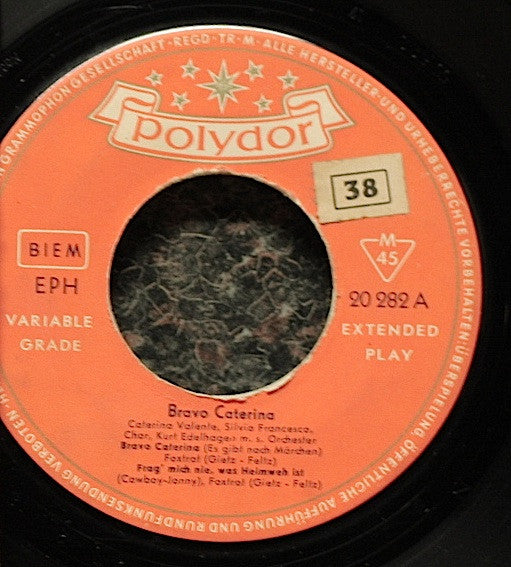 N GRAMMOPHON GESELLSCHAFT · REGD · TR · M · ALLE HERSTELLER- UND URHEBERRECHTE VORBEHALTEN · ÜBERSPIELUNG ÖFFENTLICHE AUFFÜHRUNG UND RUNDFUNKSENDUNG VERBOTEN · H
Polydor
38
BIEM
EPH
VARIABLE
GRADE
M
45
20 282 A
EXTENDED
PLAY
Bravo Caterina
Caterina Valente, Silvio Francesco,
Chor, Kurt Edelhagen m. s. Orchester
Bravo Caterina (Es gibt noch Märchen)
Foxtrot (Gietz - Feltz)
Frag' mich nie, was Heimweh ist
(Cowboy-Jonny), Foxtrot (Gietz - Feltz)